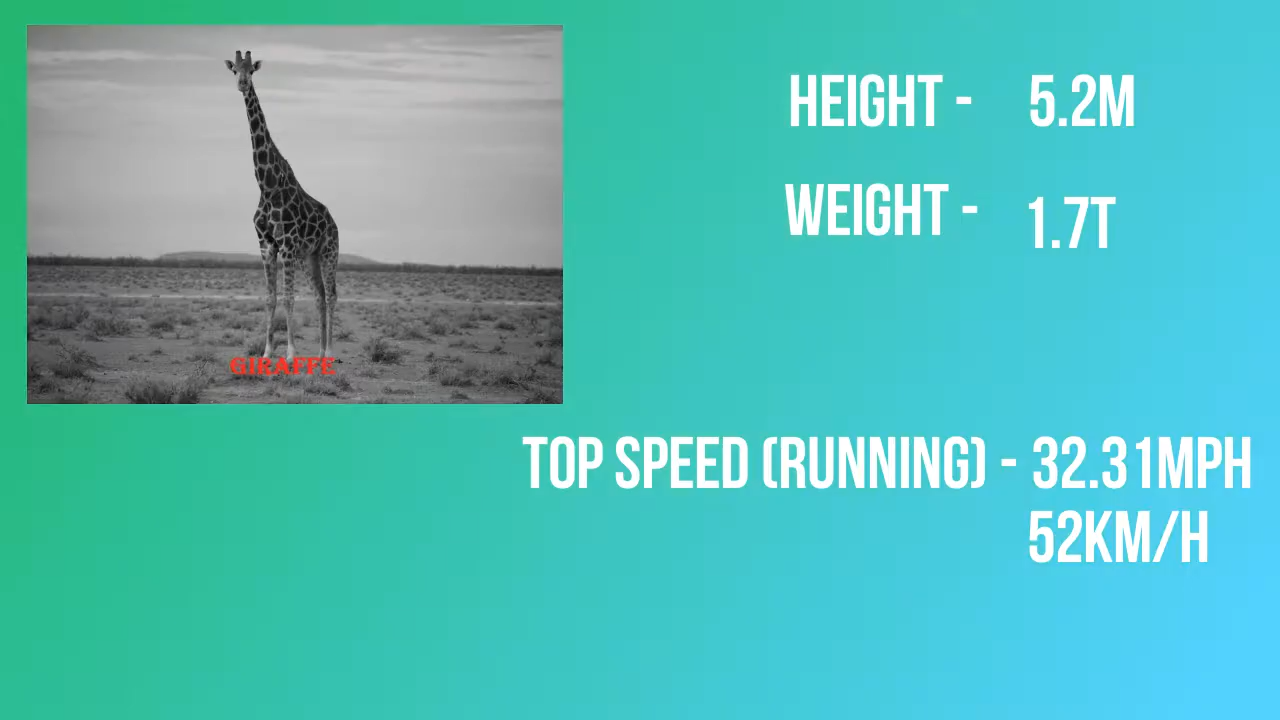 HEIGHT - 5.2M
WEIGHT - 1.7T
GIRAFFE
TOP SPEED (RUNNING) - 32.31MPH
52KM/H